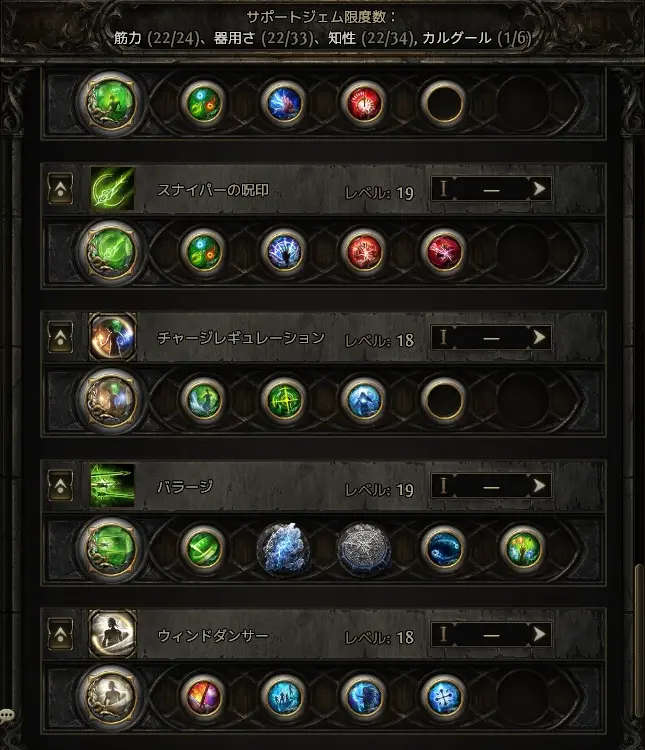 サポートジェム限度数：
筋力 (22/24)、器用さ (22/33)、知性 (22/34), カルグール (1/6)
スナイパーの呪印 レベル: 19 I —
チャージレギュレーション レベル: 18 I —
バラージ レベル: 19 I —
ウィンドダンサー レベル: 18 I —